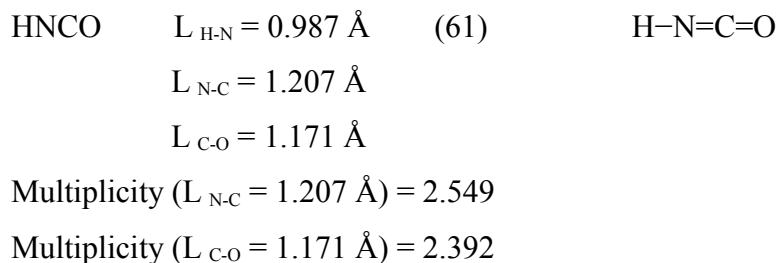 HNCO L H-N = 0.987 Å (61) H−N=C=O
L N-C = 1.207 Å
L C-O = 1.171 Å
Multiplicity (L N-C = 1.207 Å) = 2.549
Multiplicity (L C-O = 1.171 Å) = 2.392